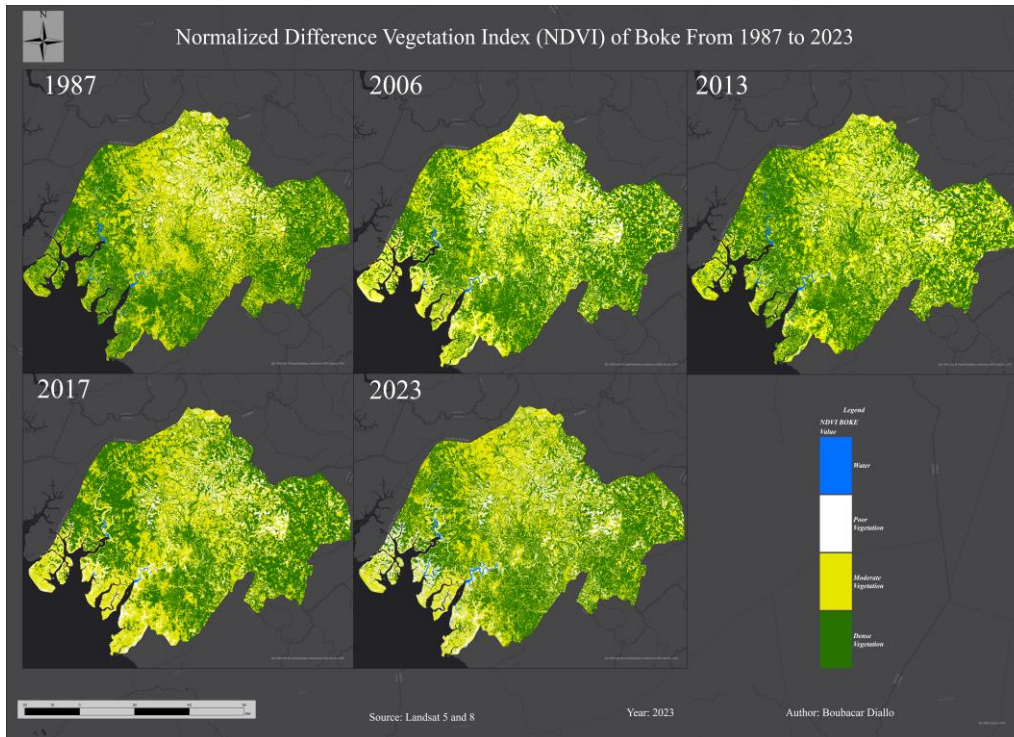 N
Normalized Difference Vegetation Index (NDVI) of Boke From 1987 to 2023
1987
2006
2013
2017
2023
Legend
NDVI BOKE
Value
Water
Poor
Vegetation
Moderate
Vegetation
Dense
Vegetation
Source: Landsat 5 and 8
Year: 2023
Author: Boubacar Diallo